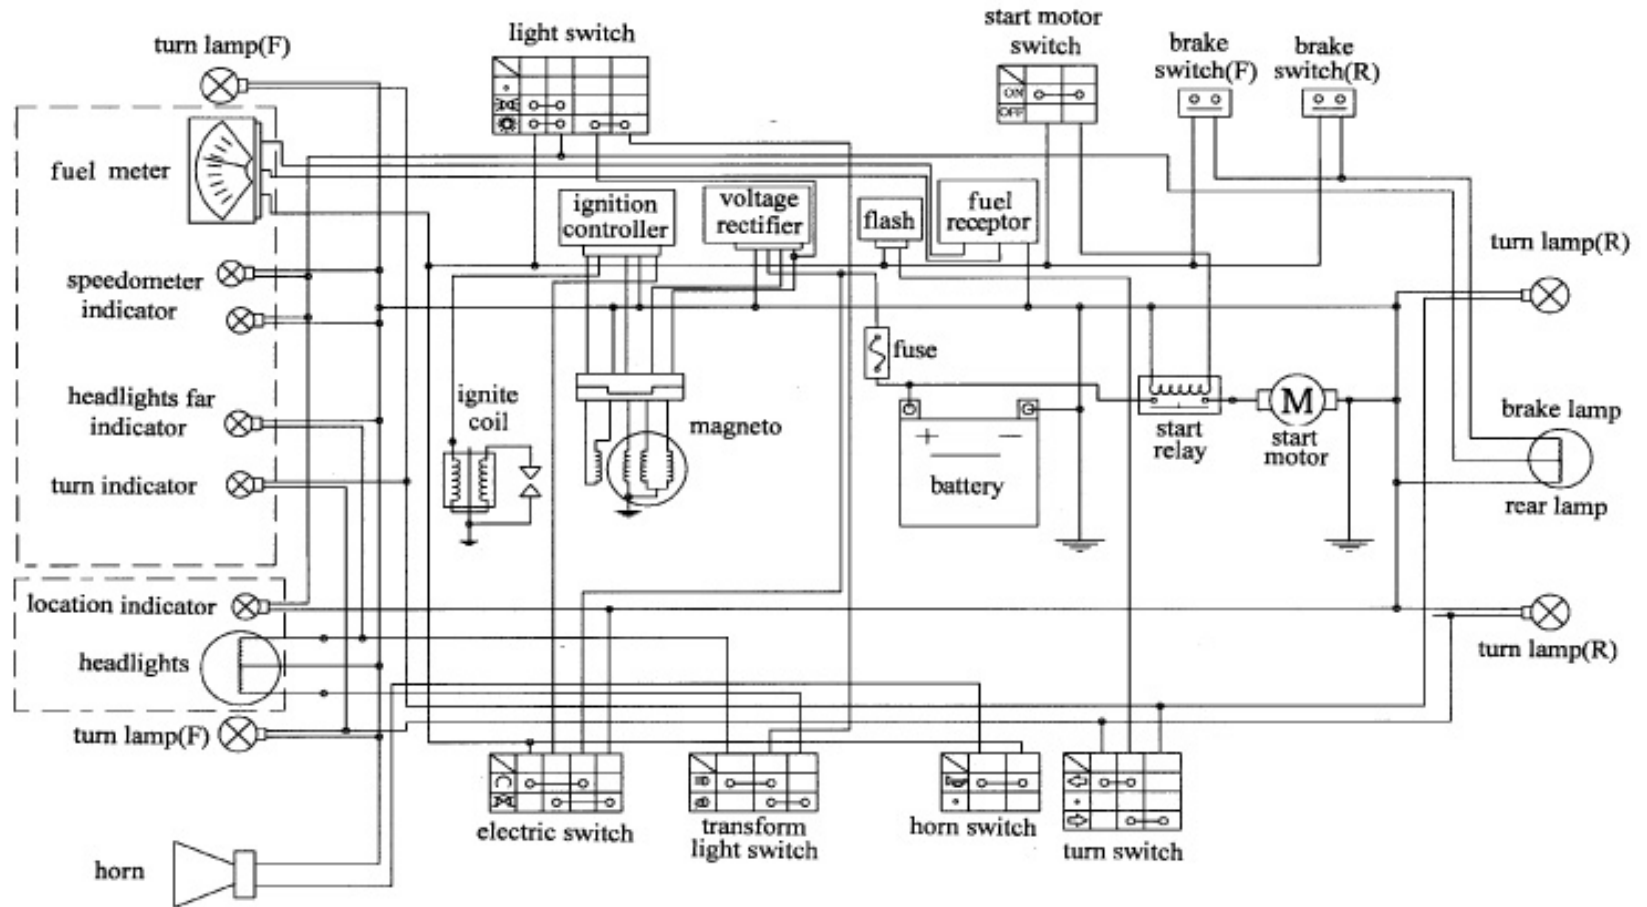 turn lamp(F)
light switch
start motor
switch
ON
OFF
brake
switch(F)
brake
switch(R)
fuel meter
ignition
controller
voltage
rectifier
flash
fuel
receptor
turn lamp(R)
speedometer
indicator
fuse
headlights far
indicator
ignite
coil
magneto
+ —
battery
start
relay
M
start
motor
brake lamp
rear lamp
turn indicator
location indicator
headlights
turn lamp(R)
turn lamp(F)
electric switch
transform
light switch
horn switch
turn switch
horn